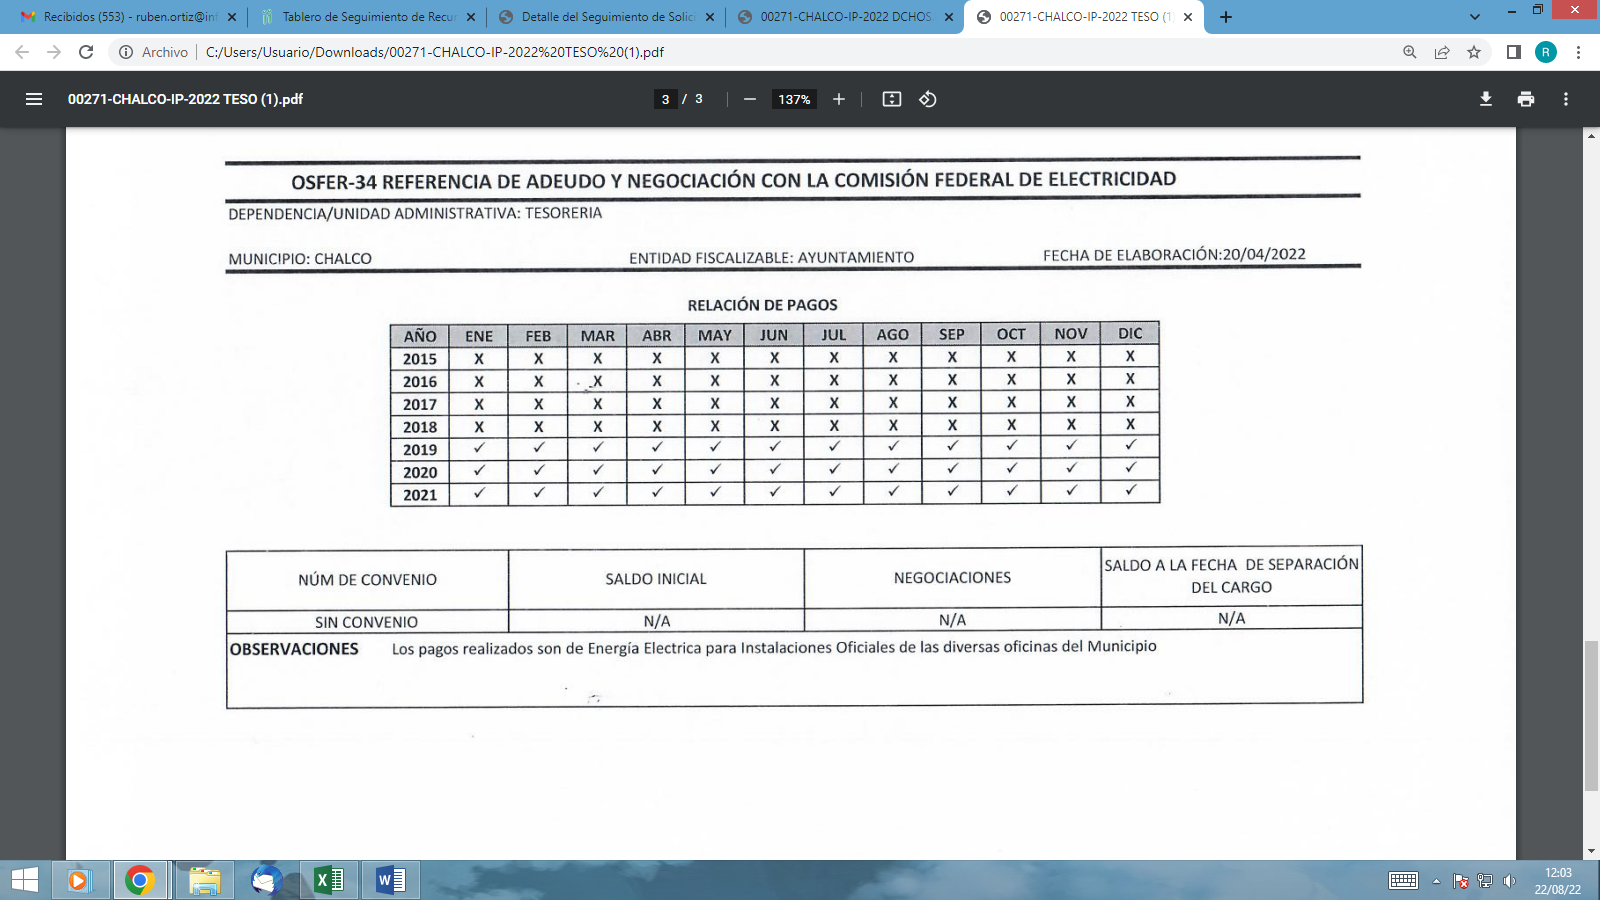 Recibidos (553) - ruben.ortiz@inf
Tablero de Seguimiento de Recur
Detalle del Seguimiento de Solici
00271-CHALCO-IP-2022 DCHOS.
00271-CHALCO-IP-2022 TESO (1
Archivo
C:/Users/Usuario/Downloads/00271-CHALCO-IP-2022%20TESO%20(1).pdf
R
00271-CHALCO-IP-2022 TESO (1).pdf
3 / 3
137%
OSFER-34 REFERENCIA DE ADEUDO Y NEGOCIACIÓN CON LA COMISIÓN FEDERAL DE ELECTRICIDAD
DEPENDENCIA/UNIDAD ADMINISTRATIVA: TESORERIA
MUNICIPIO: CHALCO ENTIDAD FISCALIZABLE: AYUNTAMIENTO FECHA DE ELABORACIÓN:20/04/2022
RELACIÓN DE PAGOS
AÑO ENE FEB MAR ABR MAY JUN JUL AGO SEP OCT NOV DIC
2015 X X X X X X X X X X X X
2016 X X X X X X X X X X X X
2017 X X X X X X X X X X X X
2018 X X X X X X X X X X X X
2019 ✓ ✓ ✓ ✓ ✓ ✓ ✓ ✓ ✓ ✓ ✓ ✓
2020 ✓ ✓ ✓ ✓ ✓ ✓ ✓ ✓ ✓ ✓ ✓ ✓
2021 ✓ ✓ ✓ ✓ ✓ ✓ ✓ ✓ ✓ ✓ ✓ ✓
NÚM DE CONVENIO SALDO INICIAL NEGOCIACIONES SALDO A LA FECHA DE SEPARACIÓN
DEL CARGO
SIN CONVENIO N/A N/A N/A
OBSERVACIONES Los pagos realizados son de Energía Electrica para Instalaciones Oficiales de las diversas oficinas del Municipio
12:03
22/08/22